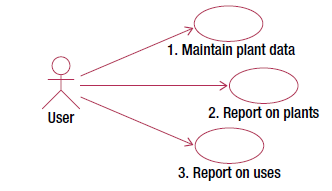 1. Maintain plant data
User
2. Report on plants
3. Report on uses